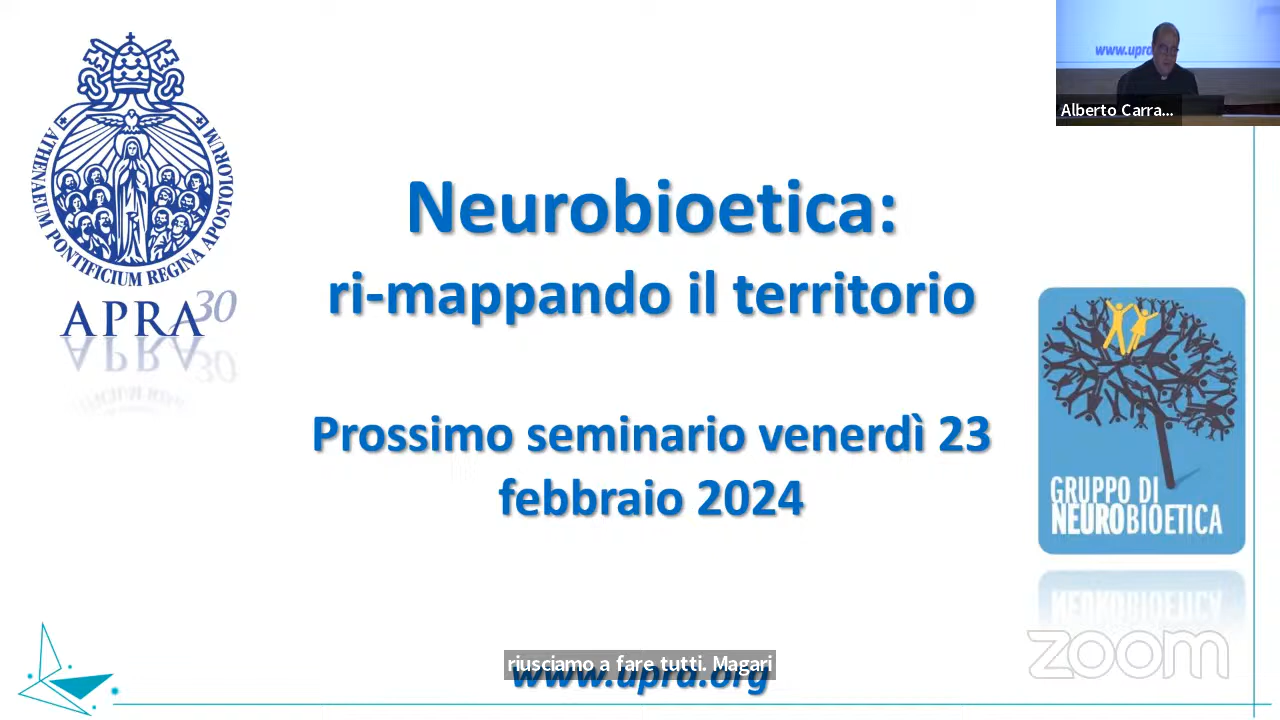 www.upra
Alberto Carra...
ATHENAEUM PONTIFICIUM REGINA APOSTOLORUM
APRA30
Neurobioetica:
ri-mappando il territorio
Prossimo seminario venerdì 23
febbraio 2024
GRUPPO DI
NEUROBIOETICA
riusciamo a fare tutti. Magari
www.upra.org
zoom